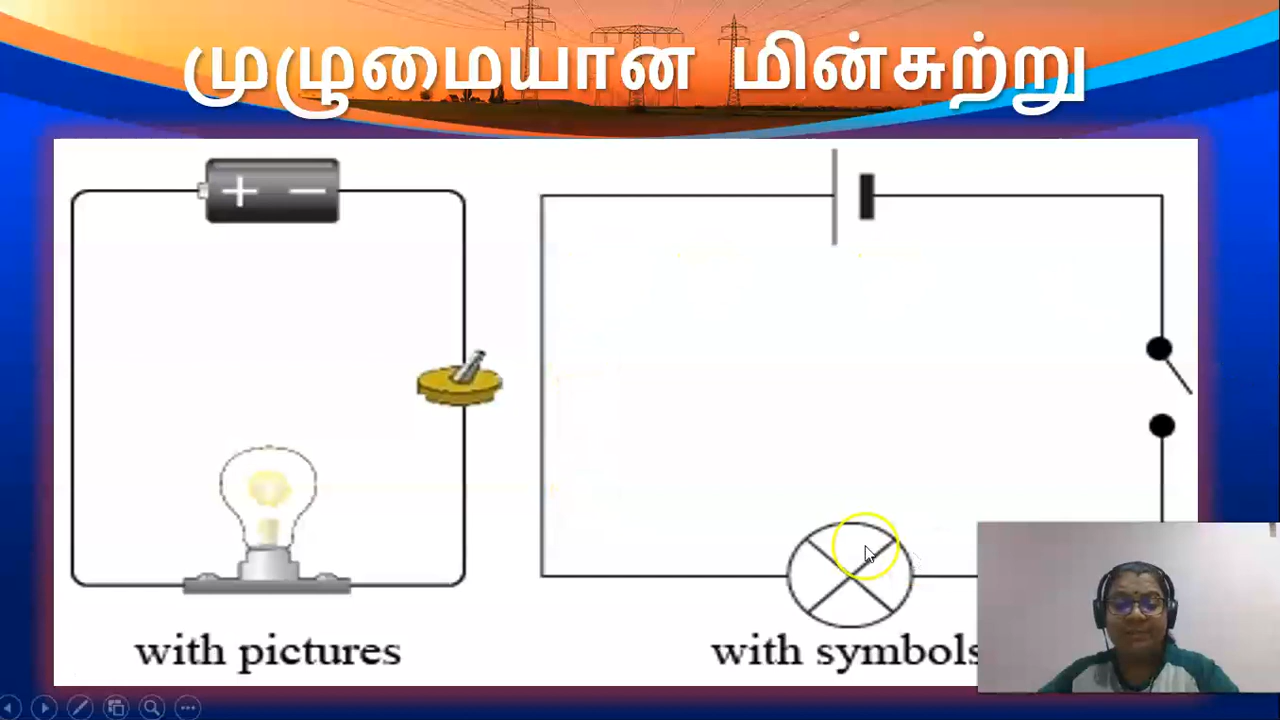 முழுமையான மின்சுற்று
+ −
with pictures
with symbols